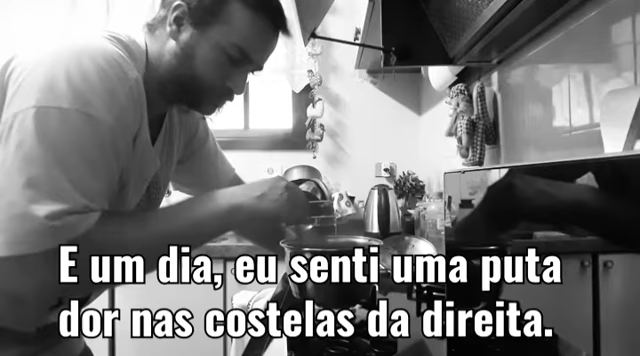 E um dia, eu senti uma puta
dor nas costelas da direita.